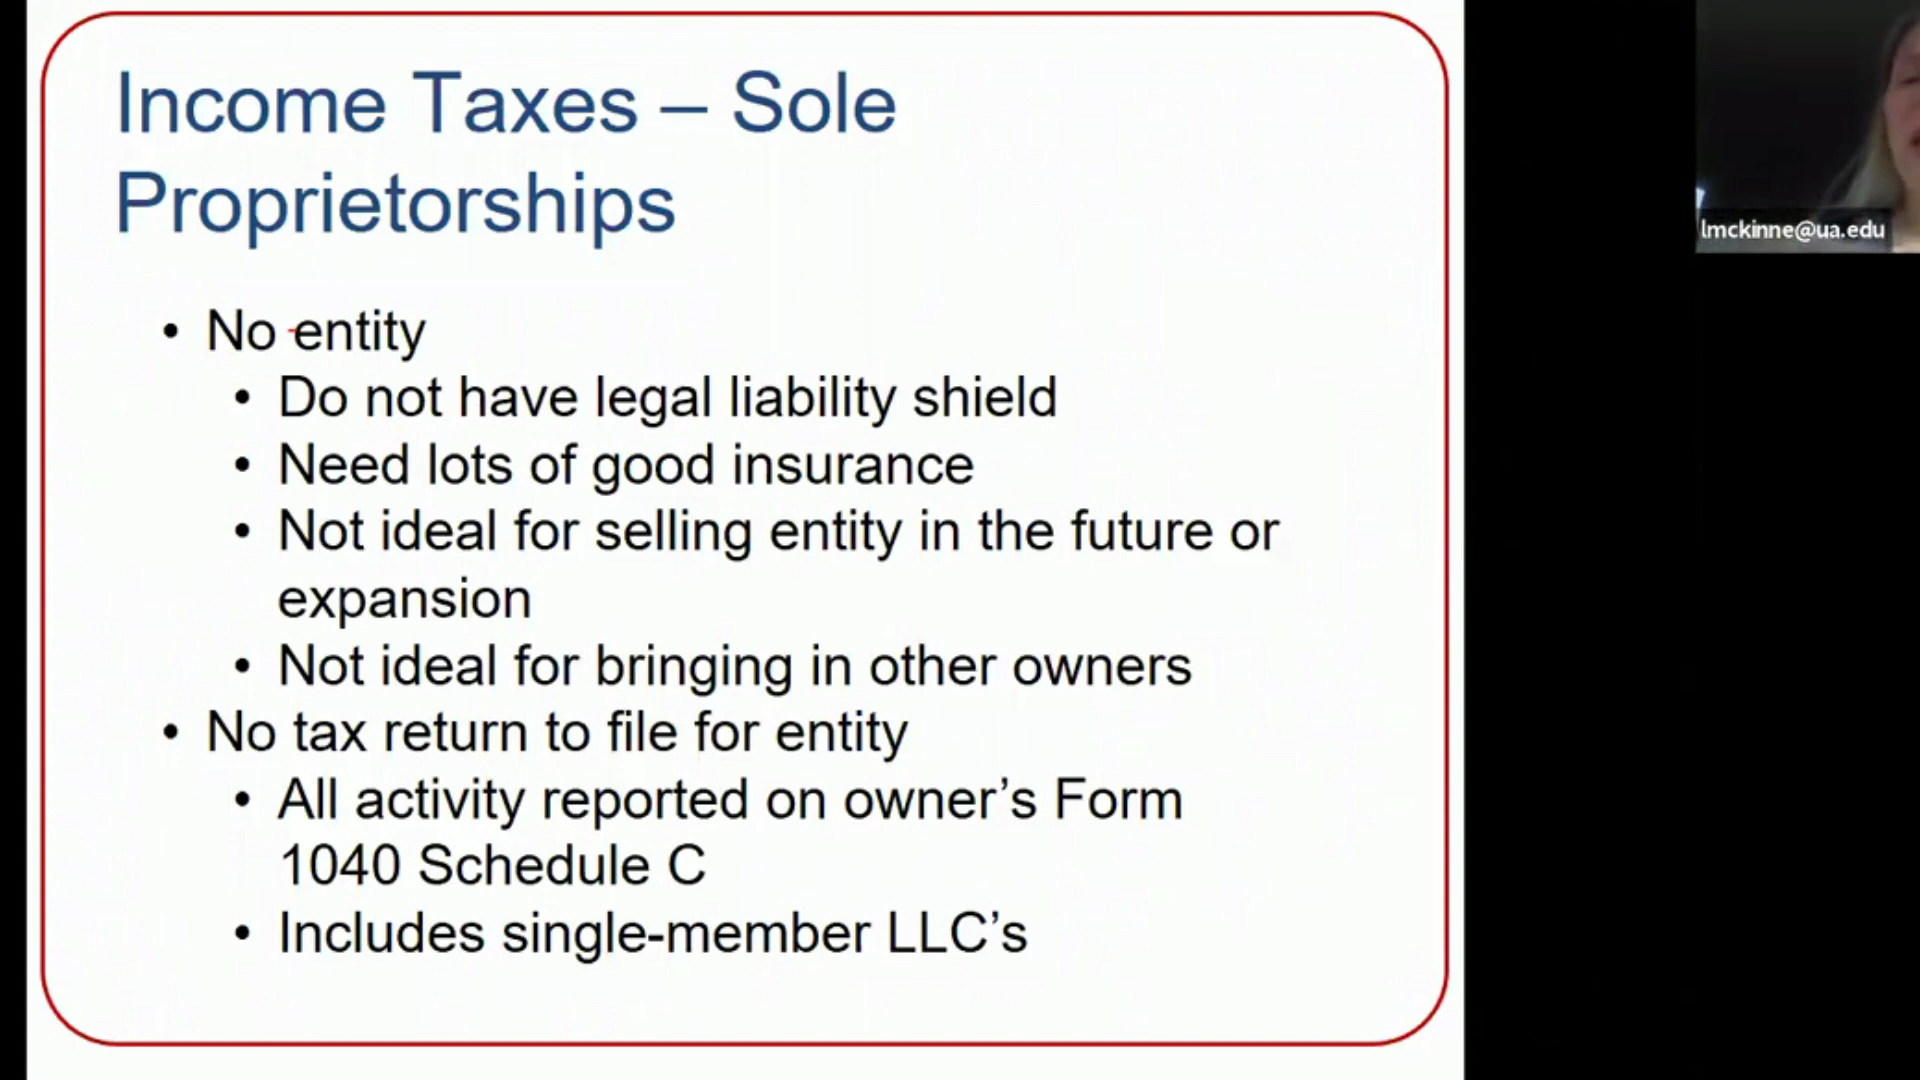 Income Taxes – Sole
Proprietorships
• No entity
• Do not have legal liability shield
• Need lots of good insurance
• Not ideal for selling entity in the future or
expansion
• Not ideal for bringing in other owners
• No tax return to file for entity
• All activity reported on owner’s Form
1040 Schedule C
• Includes single-member LLC’s
lmckinne@ua.edu